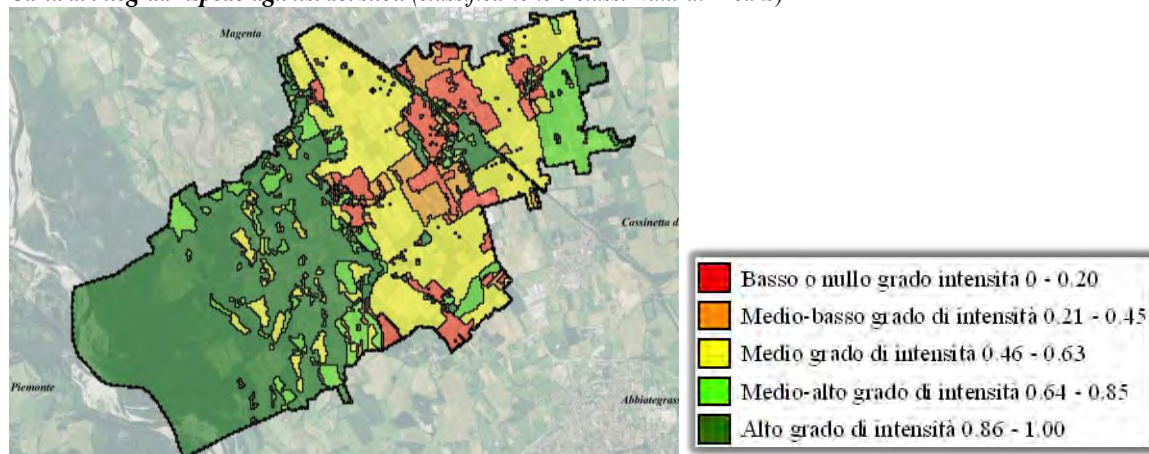 Magenta
Cassinetta d
Piemonte
Abbiategrass
Basso o nullo grado intensità 0 - 0.20
Medio-basso grado di intensità 0.21 - 0.45
Medio grado di intensità 0.46 - 0.63
Medio-alto grado di intensità 0.64 - 0.85
Alto grado di intensità 0.86 - 1.00